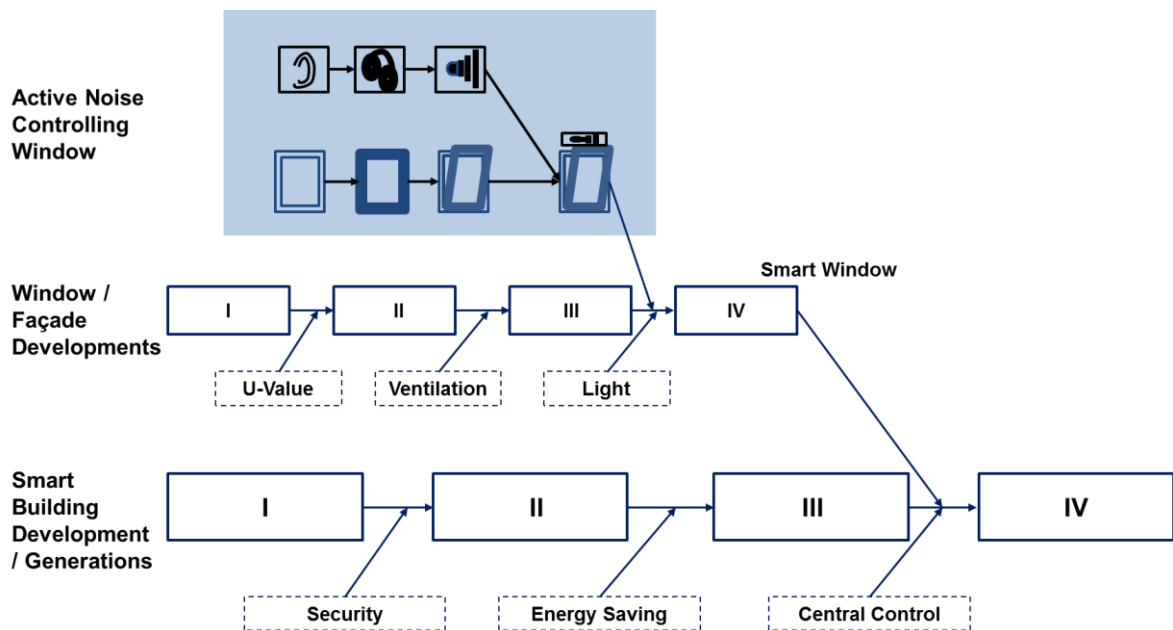 Active Noise
Controlling
Window
Smart Window
Window /
Façade
Developments
I
II
III
IV
U-Value
Ventilation
Light
Smart
Building
Development
/ Generations
I
II
III
IV
Security
Energy Saving
Central Control